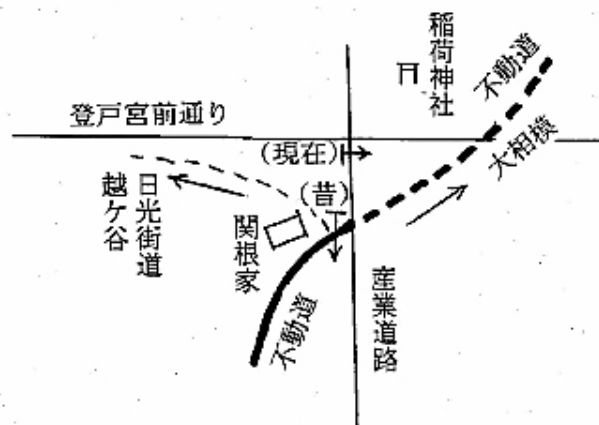 稲荷神社
不動道
登戸宮前通り
大相模
(現在)
(昔)
日光街道
越ケ谷
関根家
不動道
産業道路